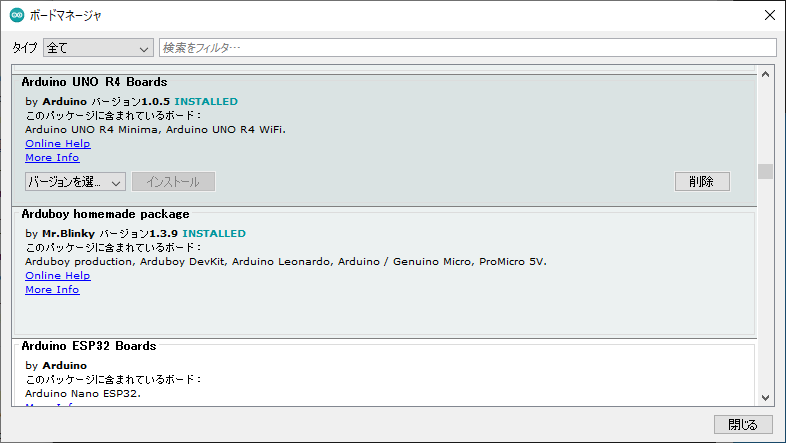 ボードマネージャ
タイプ 全て 検索をフィルタ…
Arduino UNO R4 Boards
by Arduino バージョン1.0.5 INSTALLED
このパッケージに含まれているボード：
Arduino UNO R4 Minima, Arduino UNO R4 WiFi.
Online Help
More Info
バージョンを選... インストール 削除
Arduboy homemade package
by Mr.Blinky バージョン1.3.9 INSTALLED
このパッケージに含まれているボード：
Arduboy production, Arduboy DevKit, Arduino Leonardo, Arduino / Genuino Micro, ProMicro 5V.
Online Help
More Info
Arduino ESP32 Boards
by Arduino
このパッケージに含まれているボード：
Arduino Nano ESP32.
More Info
閉じる